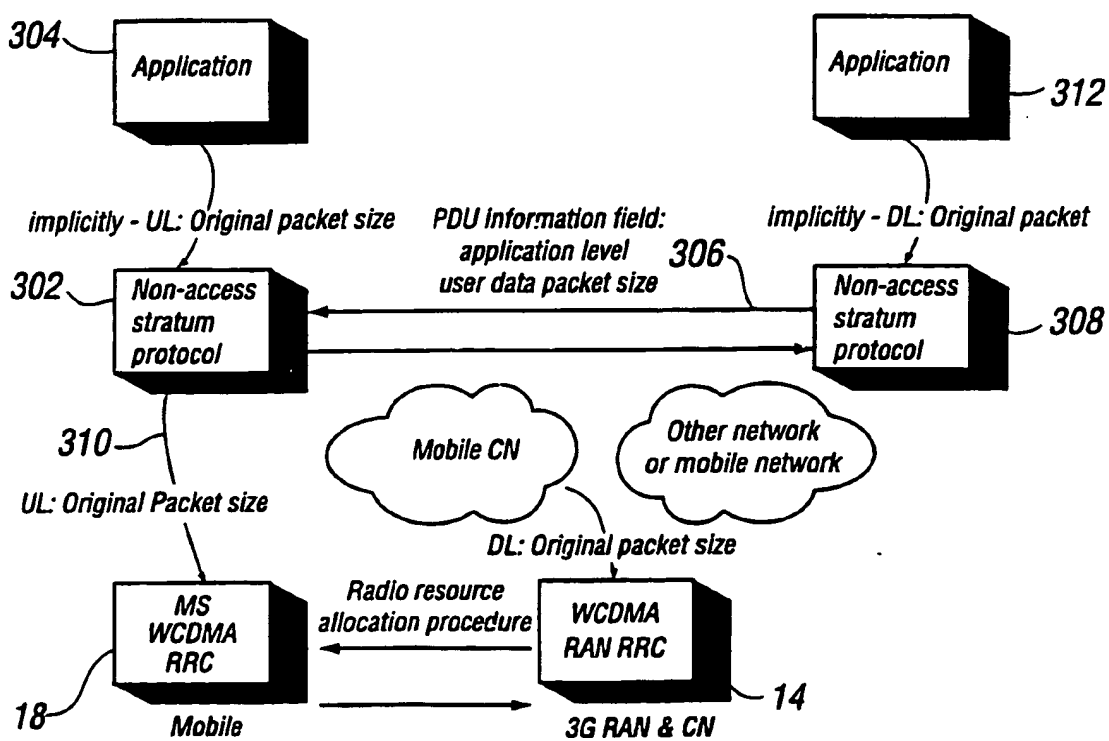 304
Application
Application
312
implicitly - UL: Original packet size
PDU Information field:
application level
user data packet size
306
implicitly - DL: Original packet
302
Non-access
stratum
protocol
Non-access
stratum
protocol
308
310
Mobile CN
Other network
or mobile network
UL: Original Packet size
DL: Original packet size
MS
WCDMA
RRC
Radio resource
allocation procedure
WCDMA
RAN RRC
18
Mobile
14
3G RAN & CN